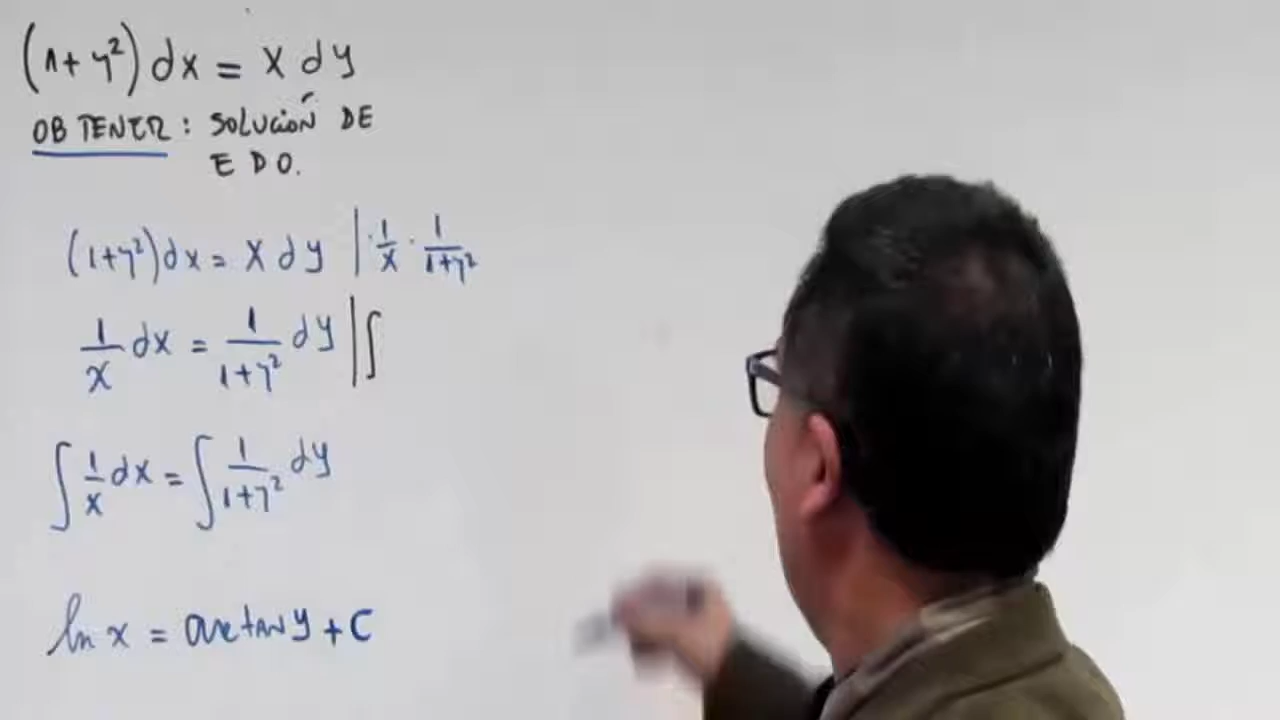 (1+y²) dx = x dy
OBTENER: SOLUCIÓN DE
E D O.
(1+y²)dx = x dy | · 1/x · 1/(1+y²)
1/x dx = 1/(1+y²) dy | ∫
∫ 1/x dx = ∫ 1/(1+y²) dy
ln x = arctan y + C